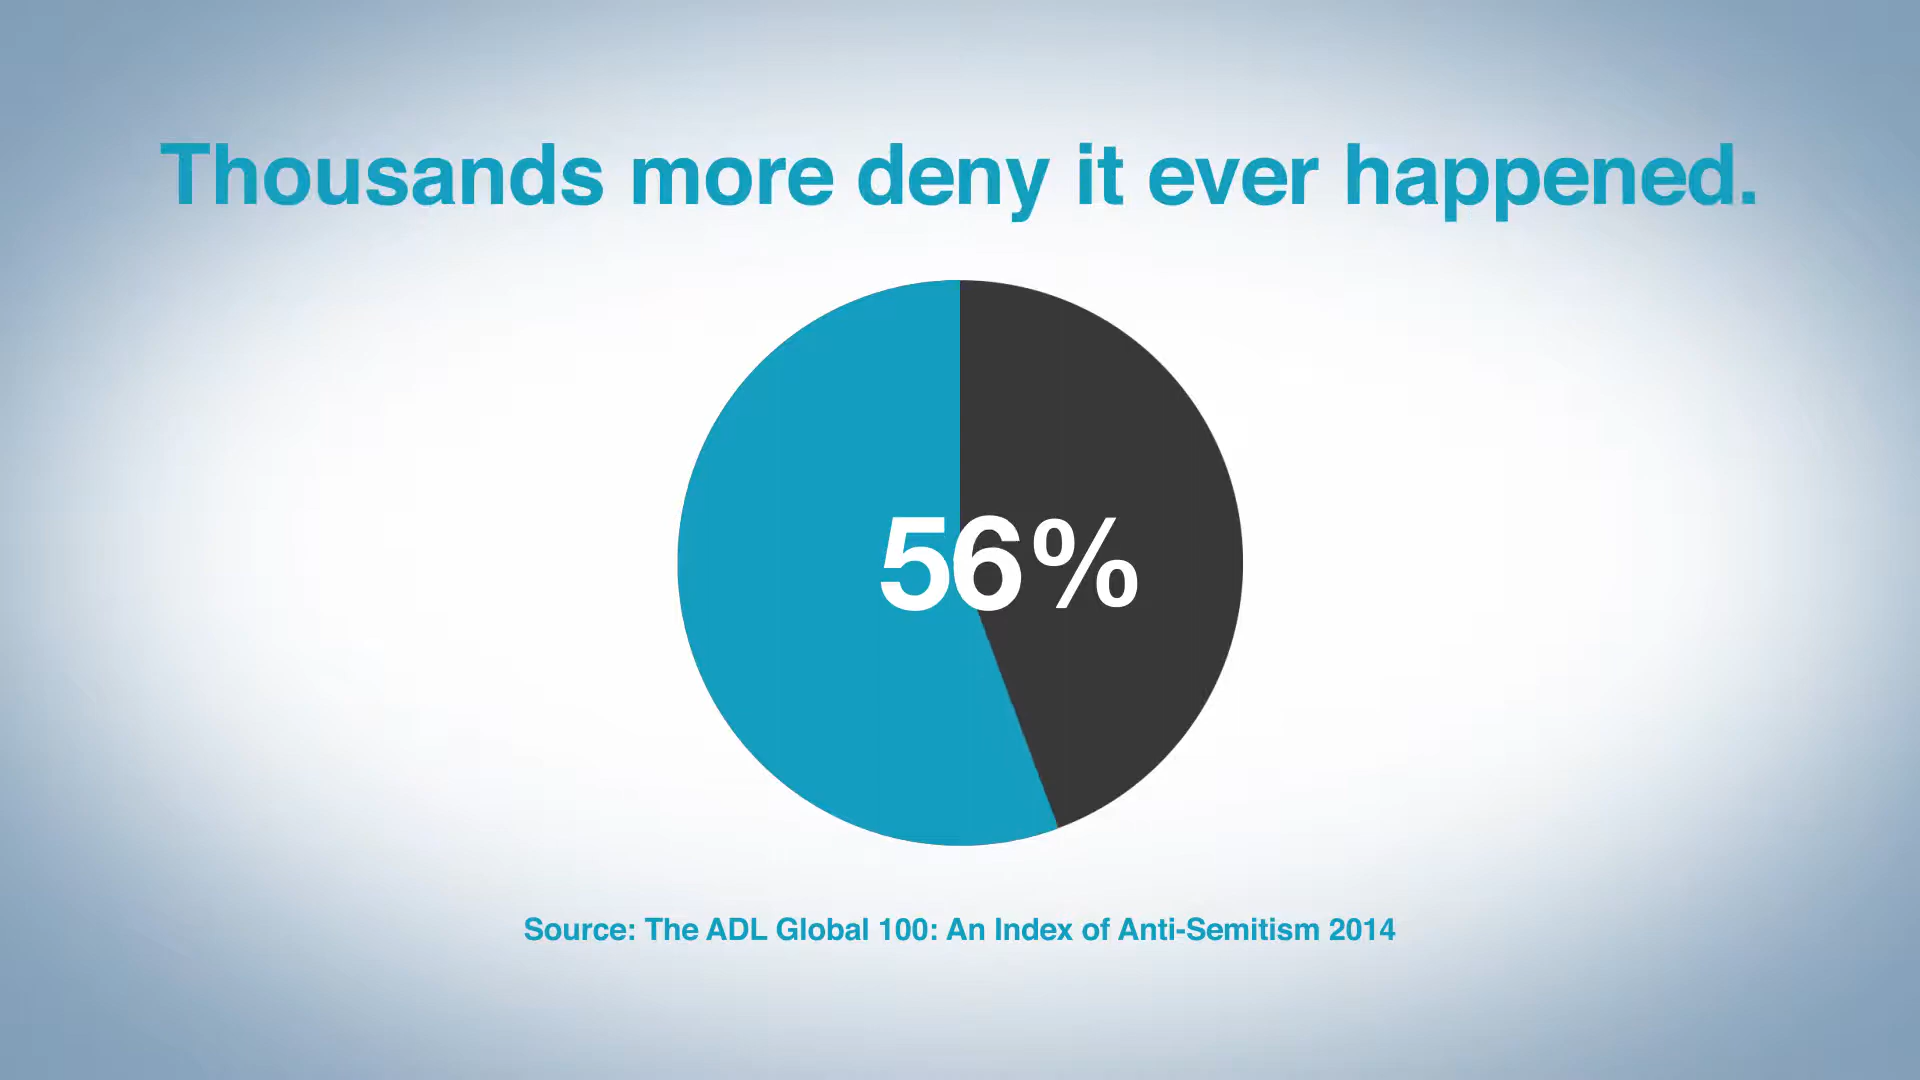 Thousands more deny it ever happened.
56%
Source: The ADL Global 100: An Index of Anti-Semitism 2014